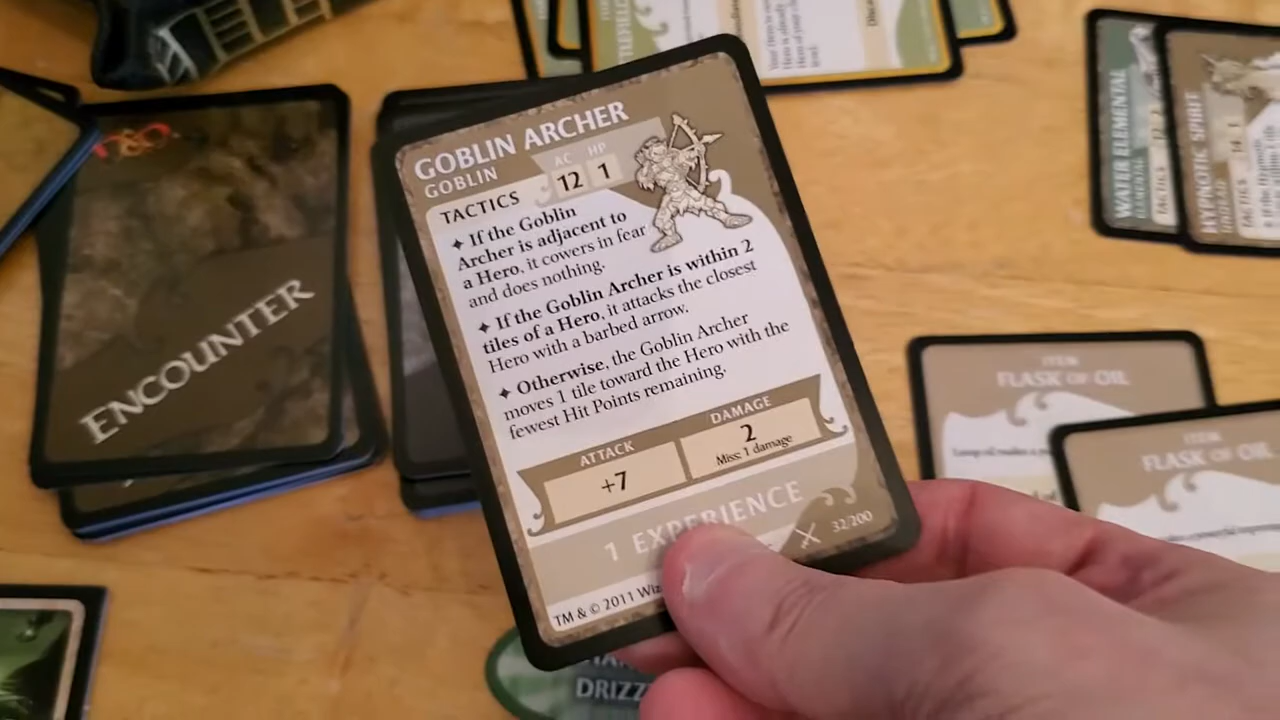 GOBLIN ARCHER
GOBLIN
AC
HP
12
1
TACTICS
✦ If the Goblin
Archer is adjacent to
a Hero, it cowers in fear
and does nothing.
✦ If the Goblin Archer is within 2
tiles of a Hero, it attacks the closest
Hero with a barbed arrow.
✦ Otherwise, the Goblin Archer
moves 1 tile toward the Hero with the
fewest Hit Points remaining.
ATTACK
+7
DAMAGE
2
Miss: 1 damage
1 EXPERIENCE
32/200
TM & © 2011 Wiz
ENCOUNTER
D&D
WATER ELEMENTAL
ELEMENTAL
TACTICS
HYPNOTIC SPIRIT
TACTICS
ITEM
FLASK OF OIL
ITEM
FLASK OF OIL
DRIZZ